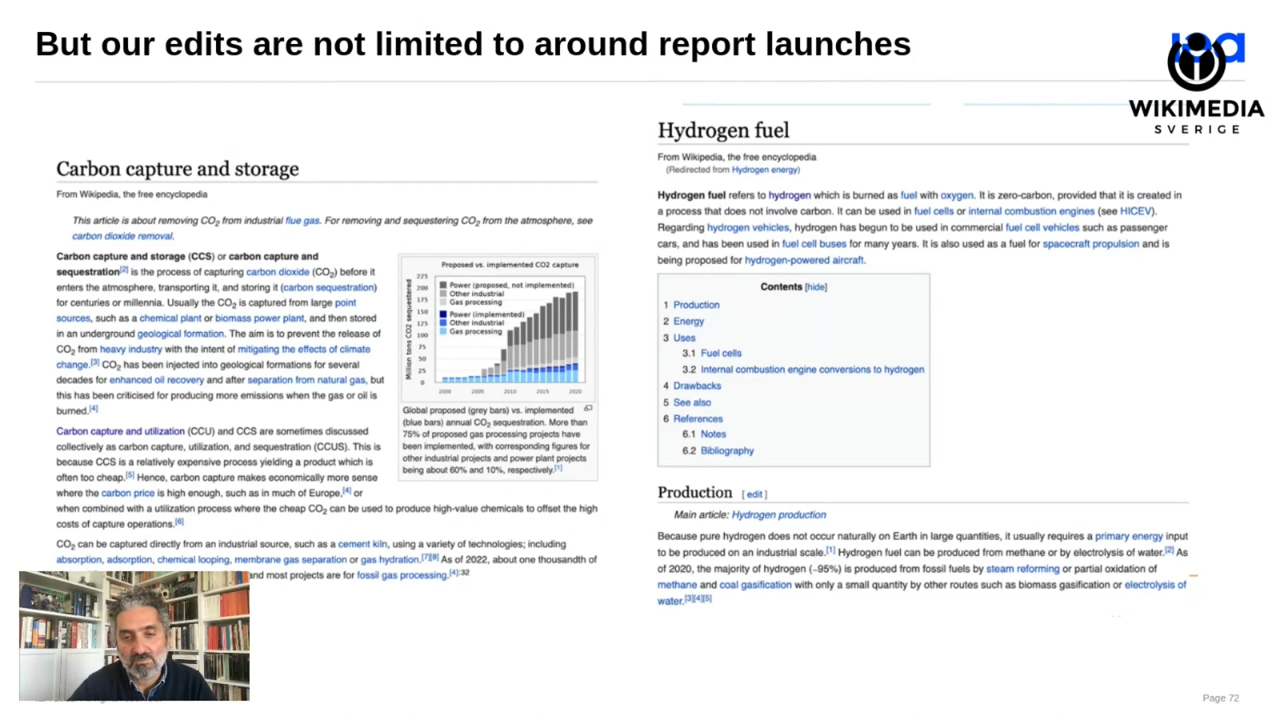 But our edits are not limited to around report launches
WIKIMEDIA
SVERIGE
Carbon capture and storage
From Wikipedia, the free encyclopedia
This article is about removing CO2 from industrial flue gas. For removing and sequestering CO2 from the atmosphere, see
carbon dioxide removal.
Carbon capture and storage (CCS) or carbon capture and
sequestration[2] is the process of capturing carbon dioxide (CO2) before it
enters the atmosphere, transporting it, and storing it (carbon sequestration)
for centuries or millennia. Usually the CO2 is captured from large point
sources, such as a chemical plant or biomass power plant, and then stored
in an underground geological formation. The aim is to prevent the release of
CO2 from heavy industry with the intent of mitigating the effects of climate
change.[3] CO2 has been injected into geological formations for several
decades for enhanced oil recovery and after separation from natural gas, but
this has been criticised for producing more emissions when the gas or oil is
burned.[4]
Carbon capture and utilization (CCU) and CCS are sometimes discussed
collectively as carbon capture, utilization, and sequestration (CCUS). This is
because CCS is a relatively expensive process yielding a product which is
often too cheap.[5] Hence, carbon capture makes economically more sense
where the carbon price is high enough, such as in much of Europe,[4] or
when combined with a utilization process where the cheap CO2 can be used to produce high-value chemicals to offset the high
costs of capture operations.[6]
CO2 can be captured directly from an industrial source, such as a cement kiln, using a variety of technologies; including
absorption, adsorption, chemical looping, membrane gas separation or gas hydration.[7][8] As of 2022, about one thousandth of
and most projects are for fossil gas processing.[4]:32
Proposed vs. implemented CO2 capture
Million tons CO2 sequestered
225
200
175
150
125
100
75
50
25
0
Power (proposed, not implemented)
Other industrial
Gas processing
Power (implemented)
Other industrial
Gas processing
2000 2005 2010 2015 2020
Global proposed (grey bars) vs. implemented
(blue bars) annual CO2 sequestration. More than
75% of proposed gas processing projects have
been implemented, with corresponding figures for
other industrial projects and power plant projects
being about 60% and 10%, respectively.[1]
Hydrogen fuel
From Wikipedia, the free encyclopedia
(Redirected from Hydrogen energy)
Hydrogen fuel refers to hydrogen which is burned as fuel with oxygen. It is zero-carbon, provided that it is created in
a process that does not involve carbon. It can be used in fuel cells or internal combustion engines (see HICEV).
Regarding hydrogen vehicles, hydrogen has begun to be used in commercial fuel cell vehicles such as passenger
cars, and has been used in fuel cell buses for many years. It is also used as a fuel for spacecraft propulsion and is
being proposed for hydrogen-powered aircraft.
Contents [hide]
1 Production
2 Energy
3 Uses
3.1 Fuel cells
3.2 Internal combustion engine conversions to hydrogen
4 Drawbacks
5 See also
6 References
6.1 Notes
6.2 Bibliography
Production [ edit ]
Main article: Hydrogen production
Because pure hydrogen does not occur naturally on Earth in large quantities, it usually requires a primary energy input
to be produced on an industrial scale.[1] Hydrogen fuel can be produced from methane or by electrolysis of water.[2] As
of 2020, the majority of hydrogen (~95%) is produced from fossil fuels by steam reforming or partial oxidation of
methane and coal gasification with only a small quantity by other routes such as biomass gasification or electrolysis of
water.[3][4][5]
Page 72